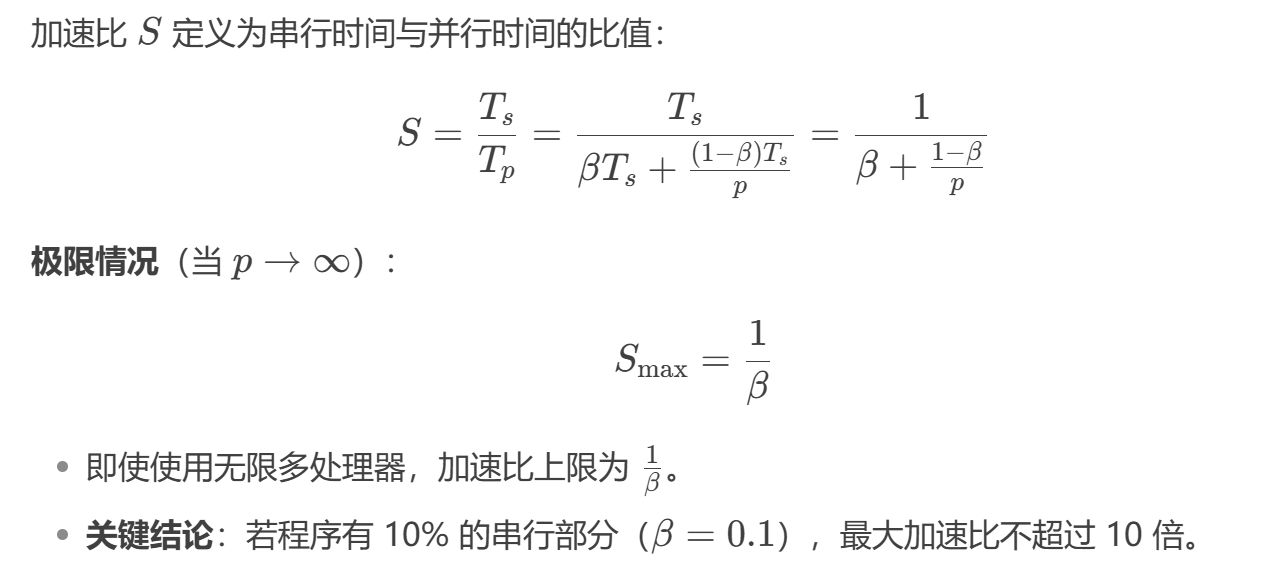 加速比 S 定义为串行时间与并行时间的比值：
S = \frac{T_s}{T_p} = \frac{T_s}{\beta T_s + \frac{(1-\beta)T_s}{p}} = \frac{1}{\beta + \frac{1-\beta}{p}}
极限情况（当 p → ∞）：
S_{\max} = \frac{1}{\beta}
• 即使使用无限多处理器，加速比上限为 \frac{1}{\beta}。
• 关键结论：若程序有 10% 的串行部分（β = 0.1），最大加速比不超过 10 倍。